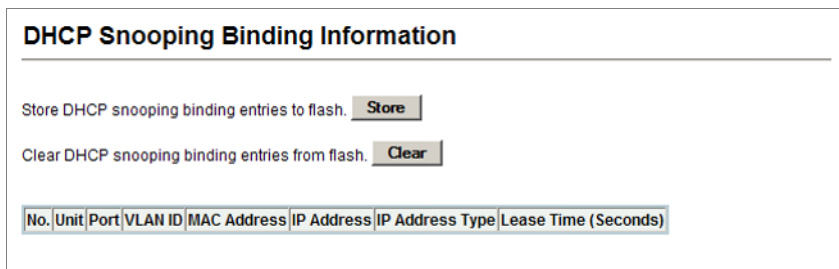 DHCP Snooping Binding Information
Store DHCP snooping binding entries to flash. Store
Clear DHCP snooping binding entries from flash. Clear
No. Unit Port VLAN ID MAC Address IP Address IP Address Type Lease Time (Seconds)